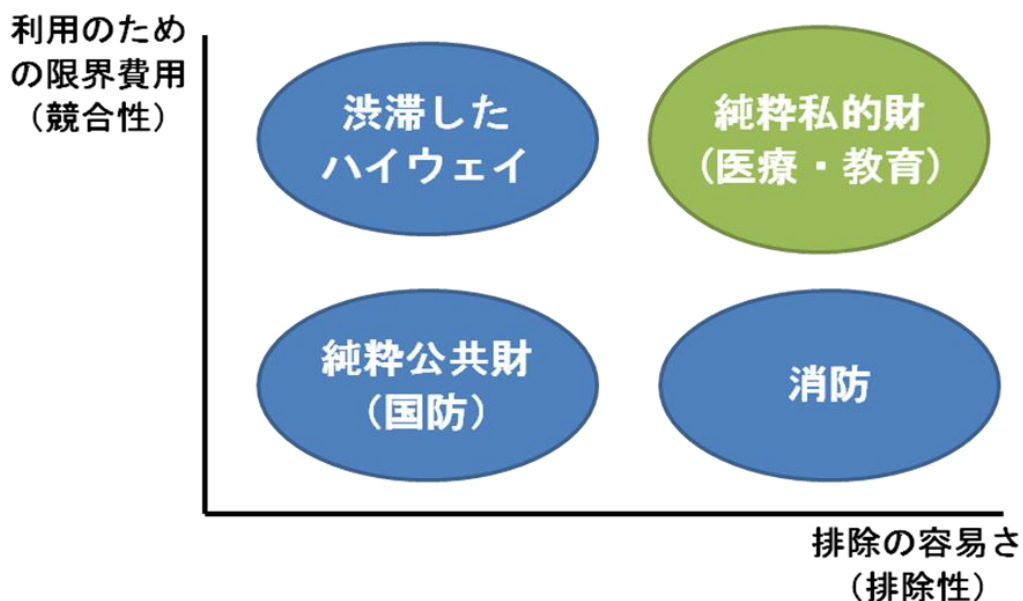 利用のため
の限界費用
（競合性）
渋滞した
ハイウェイ
純粋私的財
（医療・教育）
純粋公共財
（国防）
消防
排除の容易さ
（排除性）